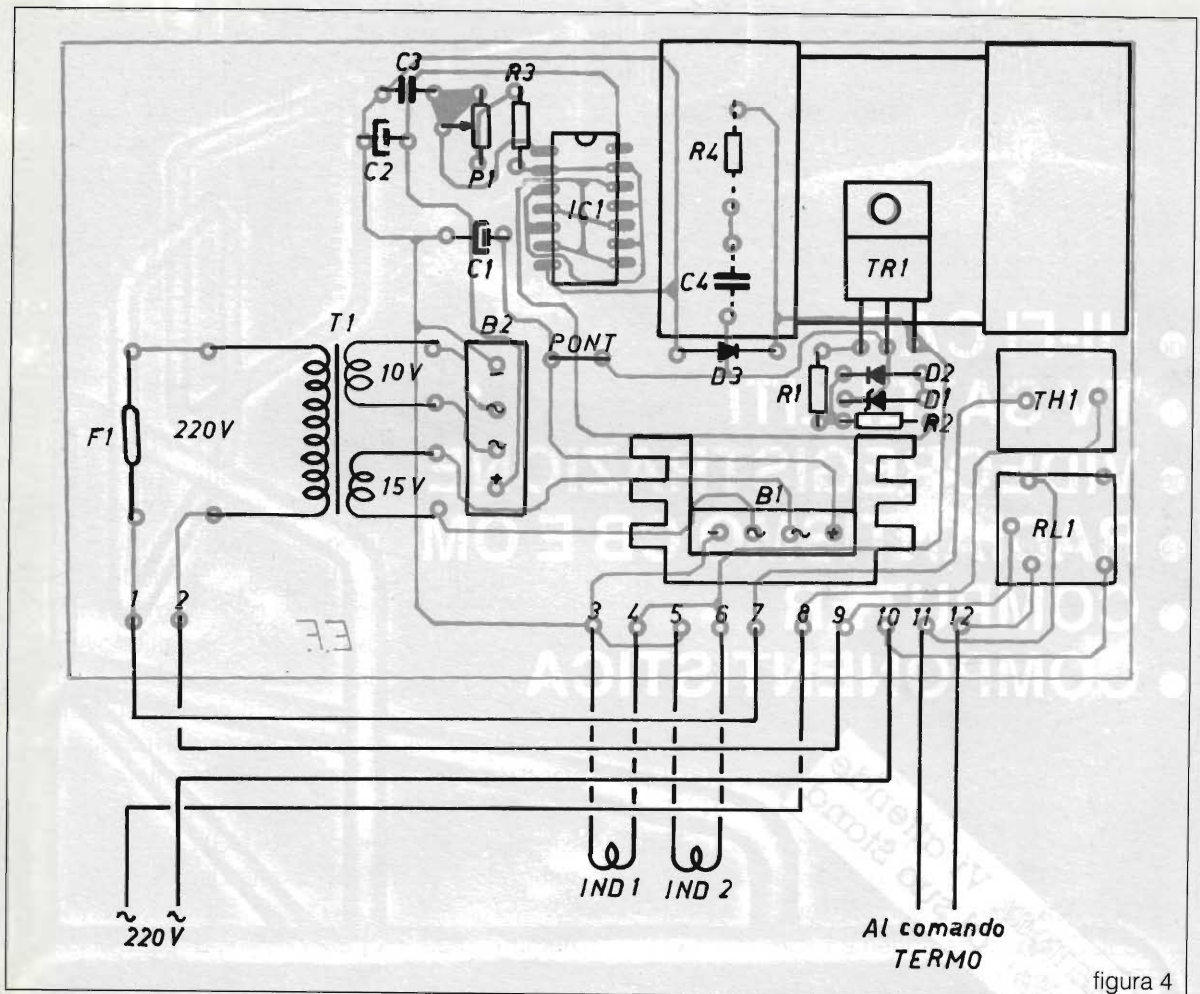 C3
R3
C2
P1
IC1
C1
R4
C4
TR1
T1
10V
15V
220V
F1
B2
-
~
~
+
PONT
D3
R1
D2
D1
R2
TH1
B1
- ~ ~ +
RL1
1 2 3 4 5 6 7 8 9 10 11 12
E.F.
IND 1
IND 2
~ ~
220V
Al comando
TERMO
figura 4